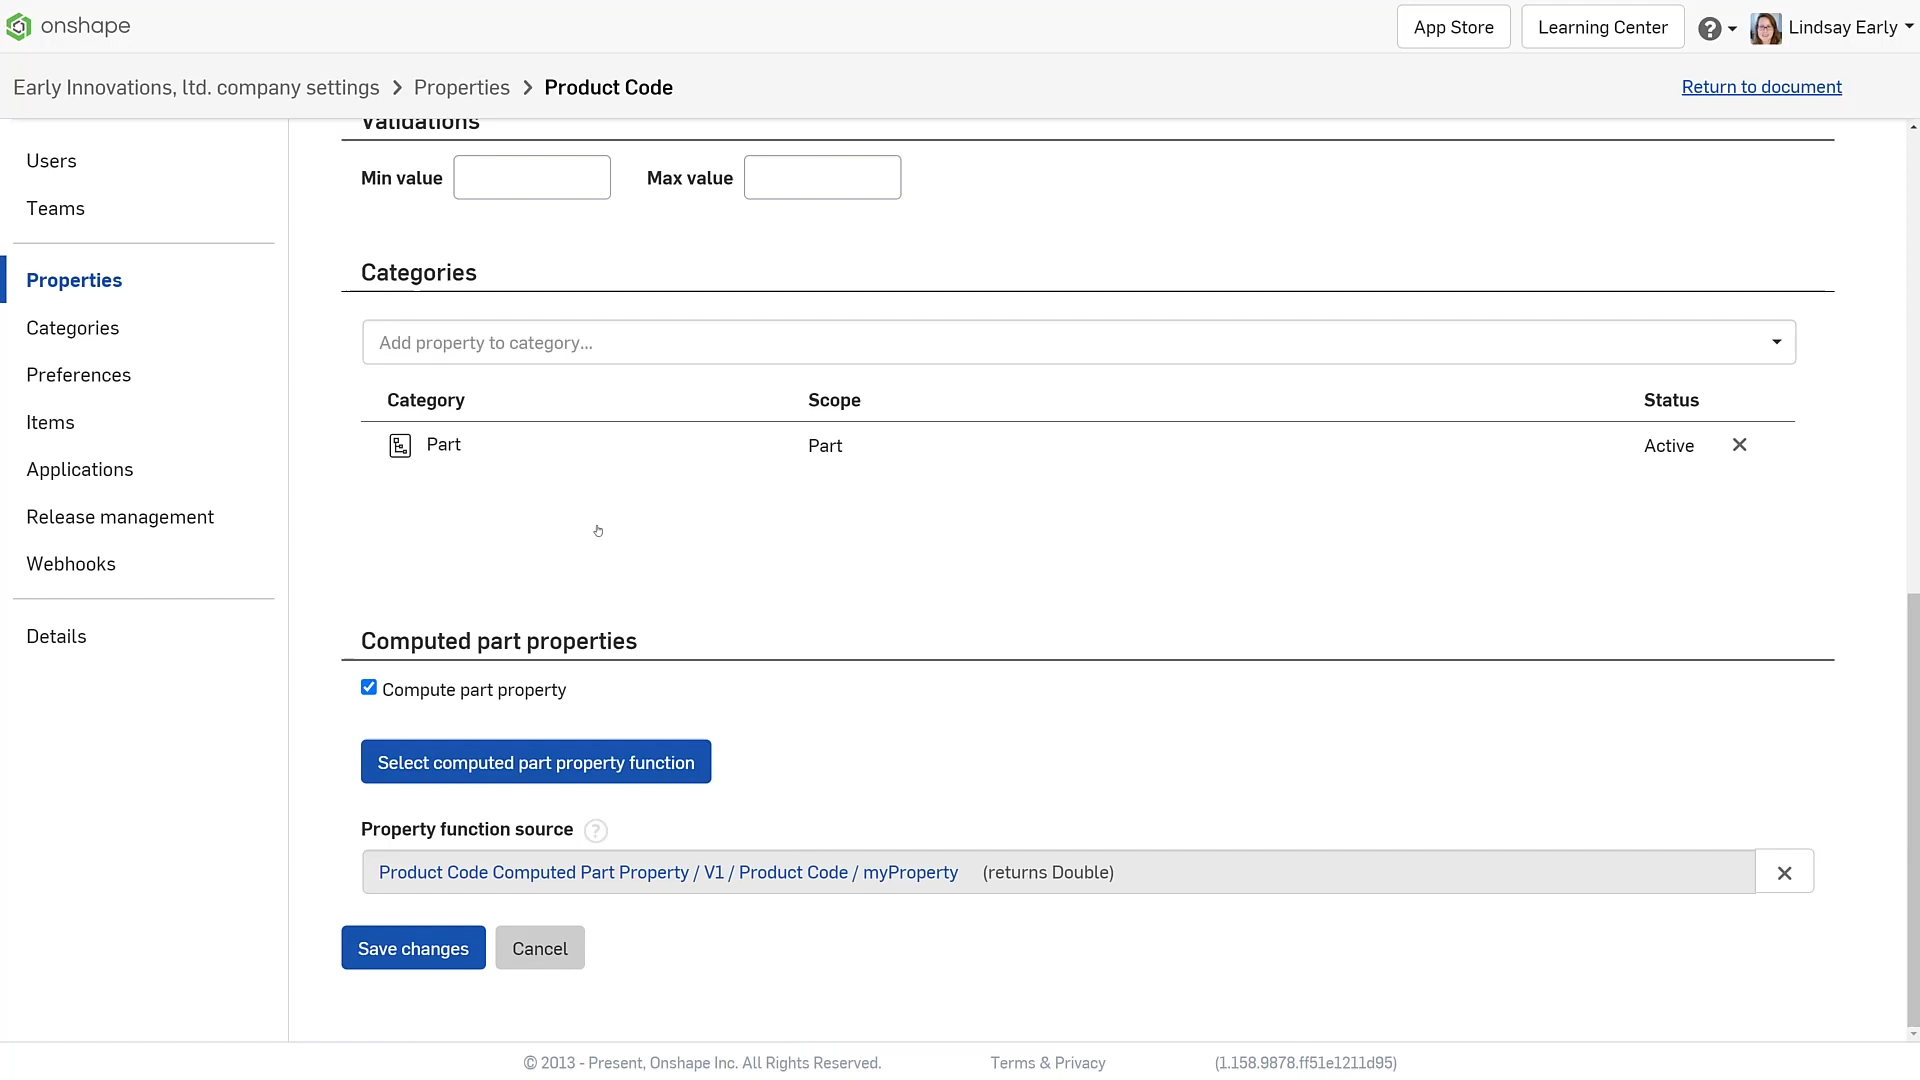 onshape
App Store
Learning Center
?
Lindsay Early
Early Innovations, ltd. company settings > Properties > Product Code
Return to document
Validations
Users
Min value
Max value
Teams
Categories
Properties
Categories
Add property to category...
Preferences
Category Scope Status
Items
Part Part Active
Applications
Release management
Webhooks
Details
Computed part properties
Compute part property
Select computed part property function
Property function source ?
Product Code Computed Part Property / V1 / Product Code / myProperty (returns Double)
Save changes
Cancel
© 2013 - Present, Onshape Inc. All Rights Reserved. Terms & Privacy (1.158.9878.ff51e1211d95)